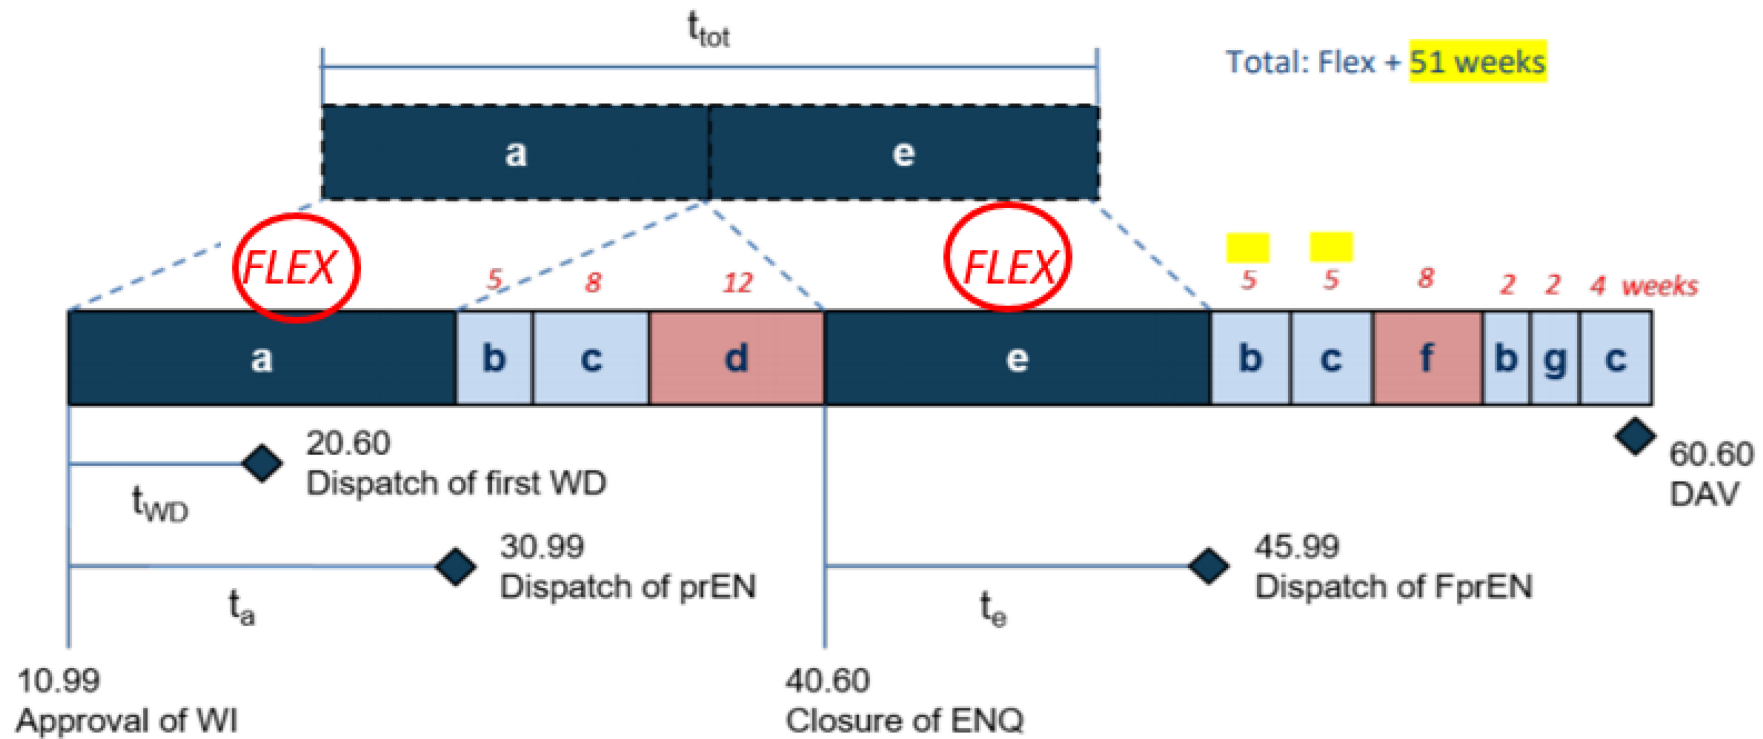 t_tot
Total: Flex + 51 weeks
a e
FLEX FLEX
5 8 12 5 5 8 2 2 4 weeks
a b c d e b c f b g c
20.60
Dispatch of first WD
t_WD
60.60
DAV
30.99
Dispatch of prEN
t_a
45.99
Dispatch of FprEN
t_e
10.99
Approval of WI
40.60
Closure of ENQ